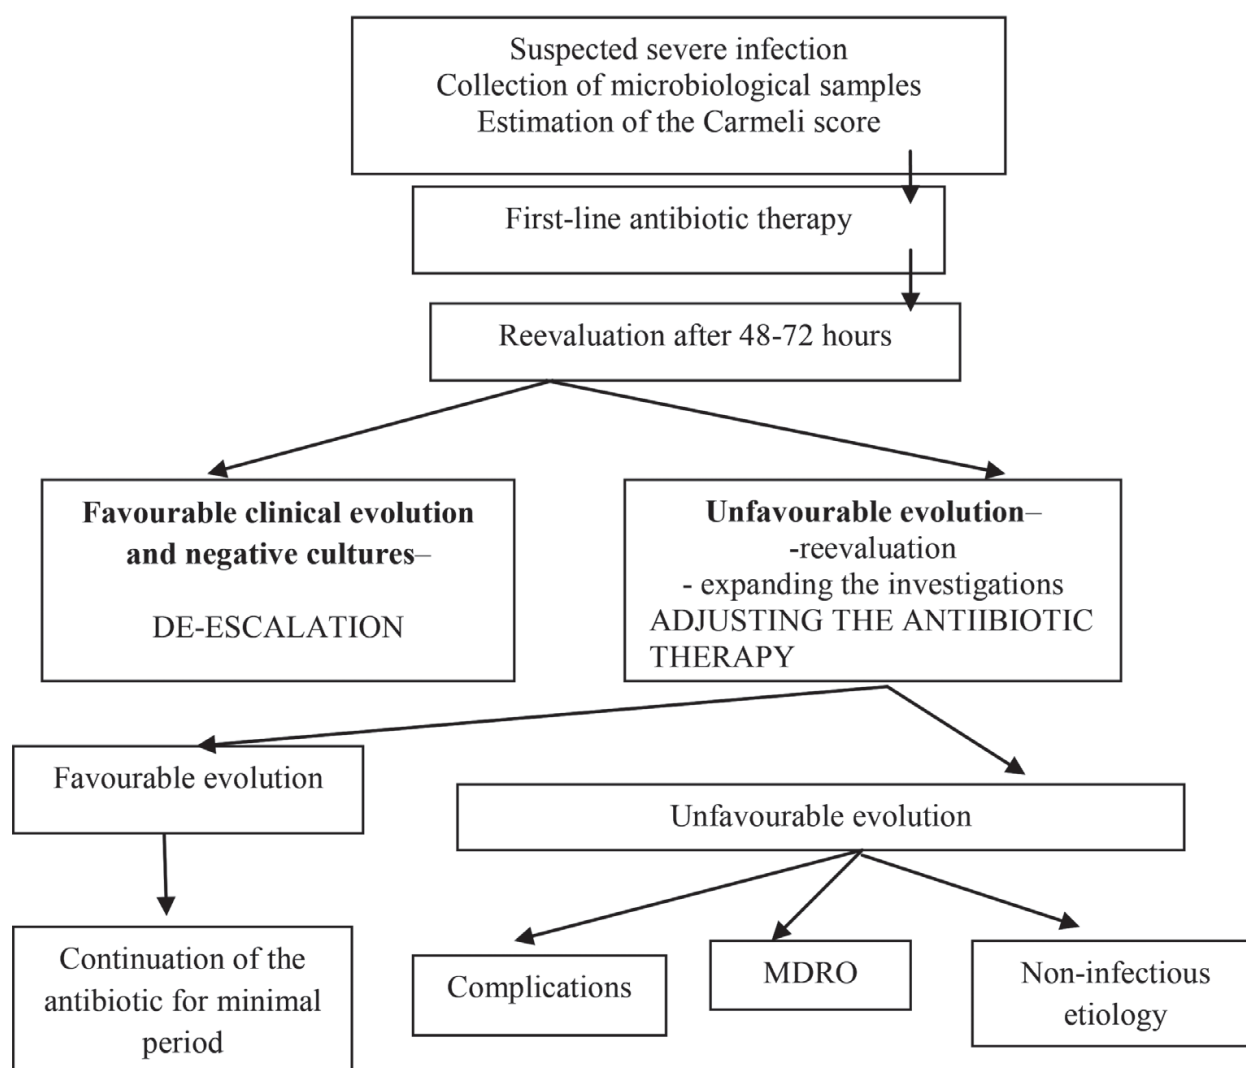 Suspected severe infection
Collection of microbiological samples
Estimation of the Carmeli score
First-line antibiotic therapy
Reevaluation after 48-72 hours
Favourable clinical evolution
and negative cultures–
DE-ESCALATION
Unfavourable evolution–
-reevaluation
- expanding the investigations
ADJUSTING THE ANTIIBIOTIC
THERAPY
Favourable evolution
Unfavourable evolution
Continuation of the
antibiotic for minimal
period
Complications
MDRO
Non-infectious
etiology